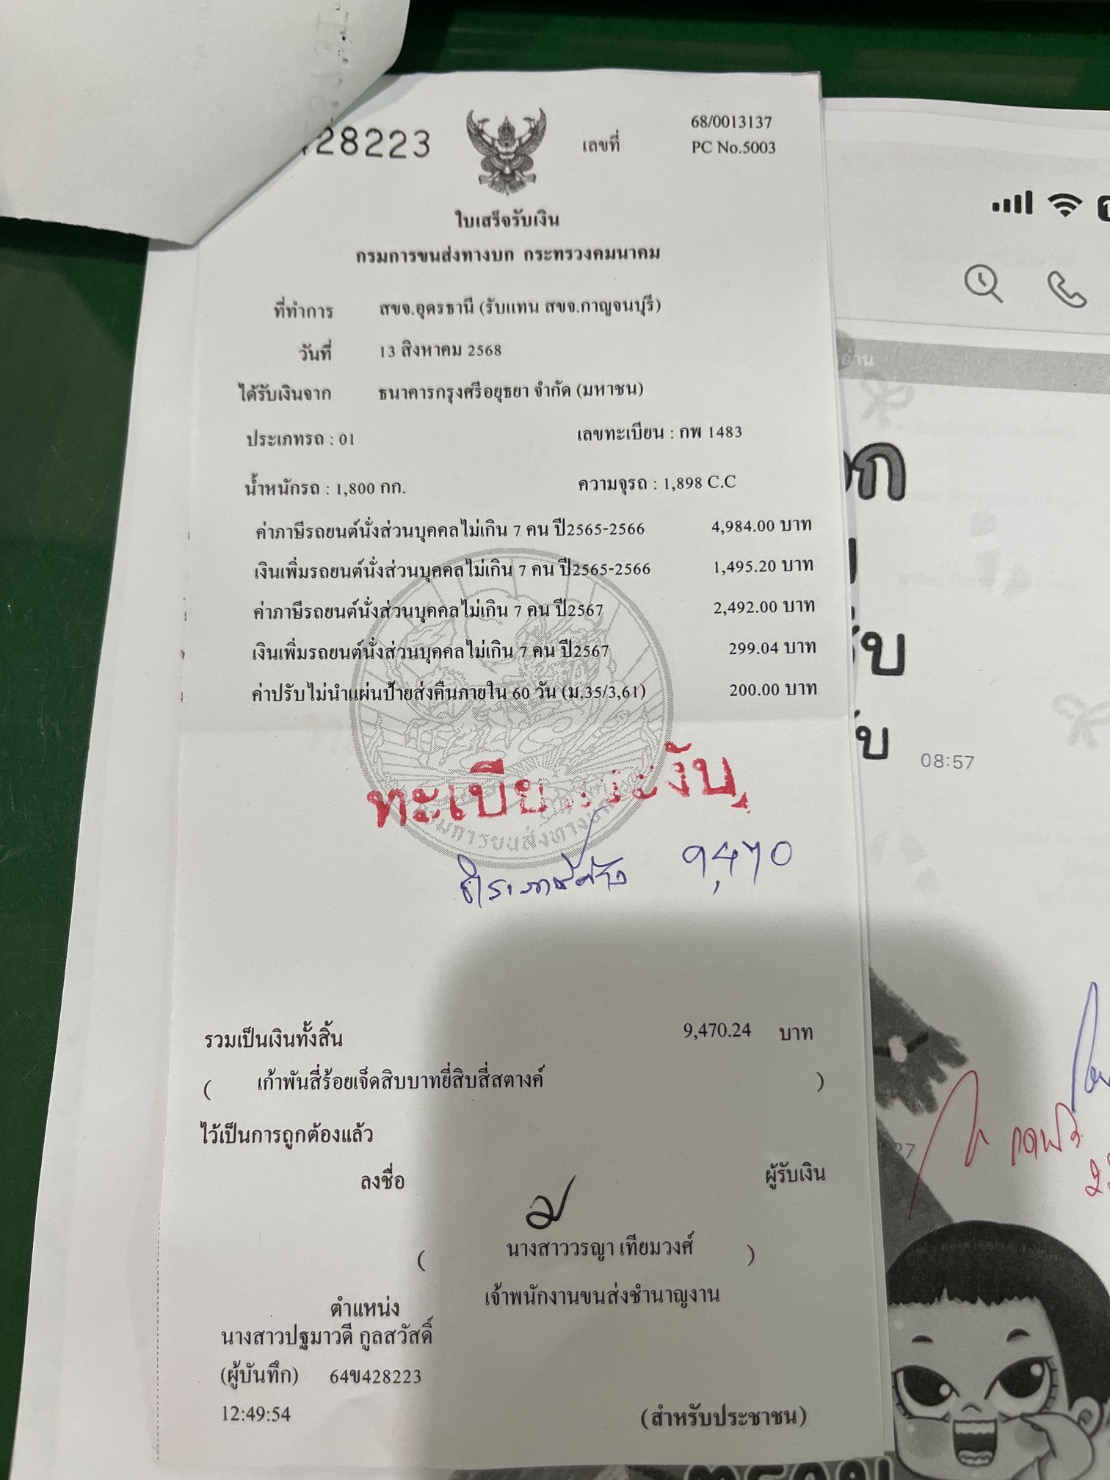 28223
เลขที่
68/0013137
PC No.5003
ใบเสร็จรับเงิน
กรมการขนส่งทางบก กระทรวงคมนาคม
ที่ทำการ สขจ.อุดรธานี (รับแทน สขจ.กาญจนบุรี)
วันที่ 13 สิงหาคม 2568
ได้รับเงินจาก ธนาคารกรุงศรีอยุธยา จำกัด (มหาชน)
ประเภทรถ : 01 เลขทะเบียน : กพ 1483
น้ำหนักรถ : 1,800 กก. ความจุรถ : 1,898 C.C
ค่าภาษีรถยนต์นั่งส่วนบุคคลไม่เกิน 7 คน ปี2565-2566 4,984.00 บาท
เงินเพิ่มรถยนต์นั่งส่วนบุคคลไม่เกิน 7 คน ปี2565-2566 1,495.20 บาท
ค่าภาษีรถยนต์นั่งส่วนบุคคลไม่เกิน 7 คน ปี2567 2,492.00 บาท
เงินเพิ่มรถยนต์นั่งส่วนบุคคลไม่เกิน 7 คน ปี2567 299.04 บาท
ค่าปรับไม่นำแผ่นป้ายส่งคืนภายใน 60 วัน (ม.35/3,61) 200.00 บาท
ทะเบียนระงับ
9,470
รวมเป็นเงินทั้งสิ้น 9,470.24 บาท
( เก้าพันสี่ร้อยเจ็ดสิบบาทยี่สิบสี่สตางค์ )
ไว้เป็นการถูกต้องแล้ว
ลงชื่อ ผู้รับเงิน
( นางสาววรญา เทียมวงศ์ )
ตำแหน่ง เจ้าพนักงานขนส่งชำนาญงาน
นางสาวปฐมาวดี กูลสวัสดิ์
(ผู้บันทึก) 64ข428223
12:49:54
(สำหรับประชาชน)
08:57